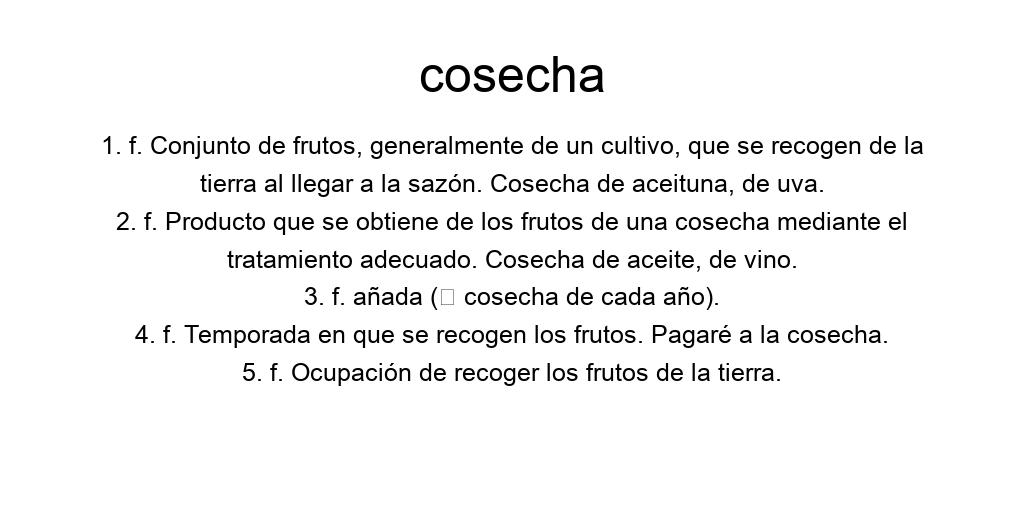 cosecha
1. f. Conjunto de frutos, generalmente de un cultivo, que se recogen de la
tierra al llegar a la sazón. Cosecha de aceituna, de uva.
2. f. Producto que se obtiene de los frutos de una cosecha mediante el
tratamiento adecuado. Cosecha de aceite, de vino.
3. f. añada (□ cosecha de cada año).
4. f. Temporada en que se recogen los frutos. Pagaré a la cosecha.
5. f. Ocupación de recoger los frutos de la tierra.